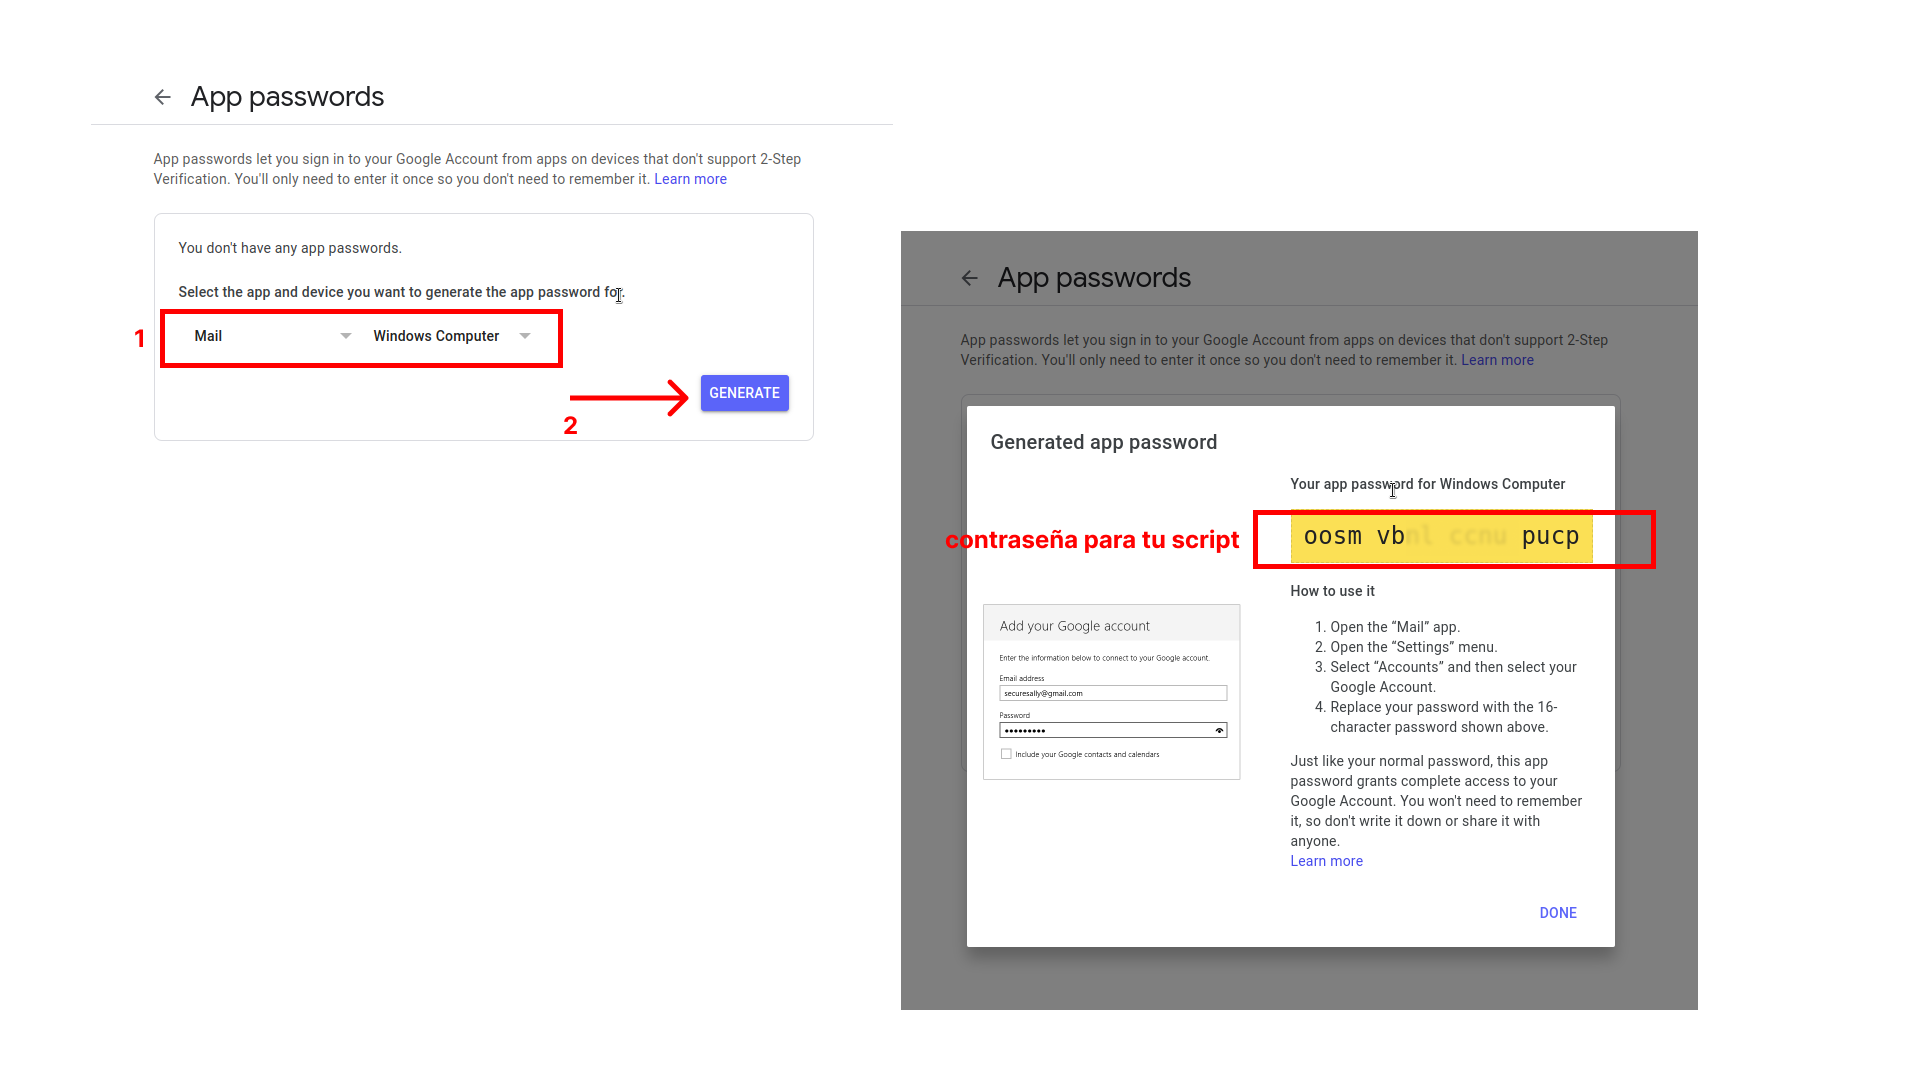 App passwords
App passwords let you sign in to your Google Account from apps on devices that don't support 2-Step
Verification. You'll only need to enter it once so you don't need to remember it. Learn more
You don't have any app passwords.
Select the app and device you want to generate the app password for.
1
Mail
Windows Computer
GENERATE
2
App passwords
App passwords let you sign in to your Google Account from apps on devices that don't support 2-Step
Verification. You'll only need to enter it once so you don't need to remember it. Learn more
Generated app password
Your app password for Windows Computer
contraseña para tu script
oosm pucp
How to use it
1. Open the “Mail” app.
2. Open the “Settings” menu.
3. Select “Accounts” and then select your
Google Account.
4. Replace your password with the 16-
character password shown above.
Just like your normal password, this app
password grants complete access to your
Google Account. You won't need to remember
it, so don't write it down or share it with
anyone.
Learn more
DONE
Add your Google account
Enter the information below to connect to your Google account.
Email address
securesally@gmail.com
Password
•••••••••
Include your Google contacts and calendars